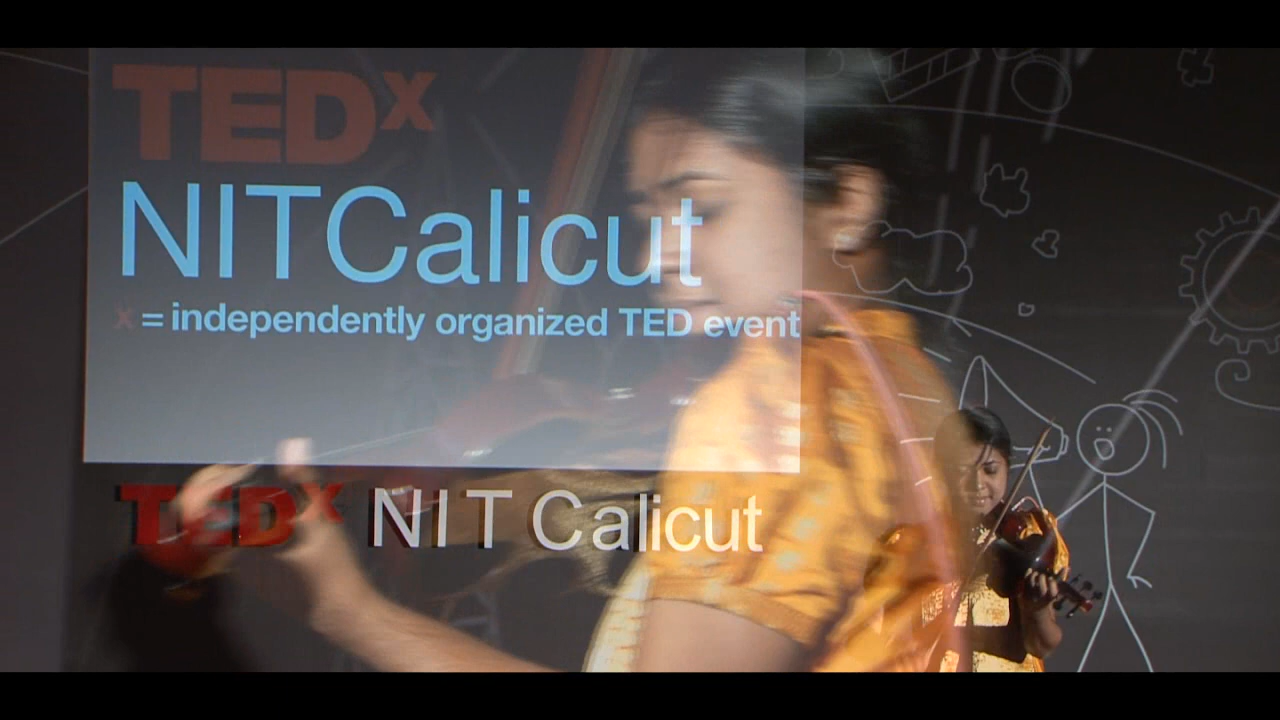 TEDx
NITCalicut
x = independently organized TED event
TEDx NIT Calicut